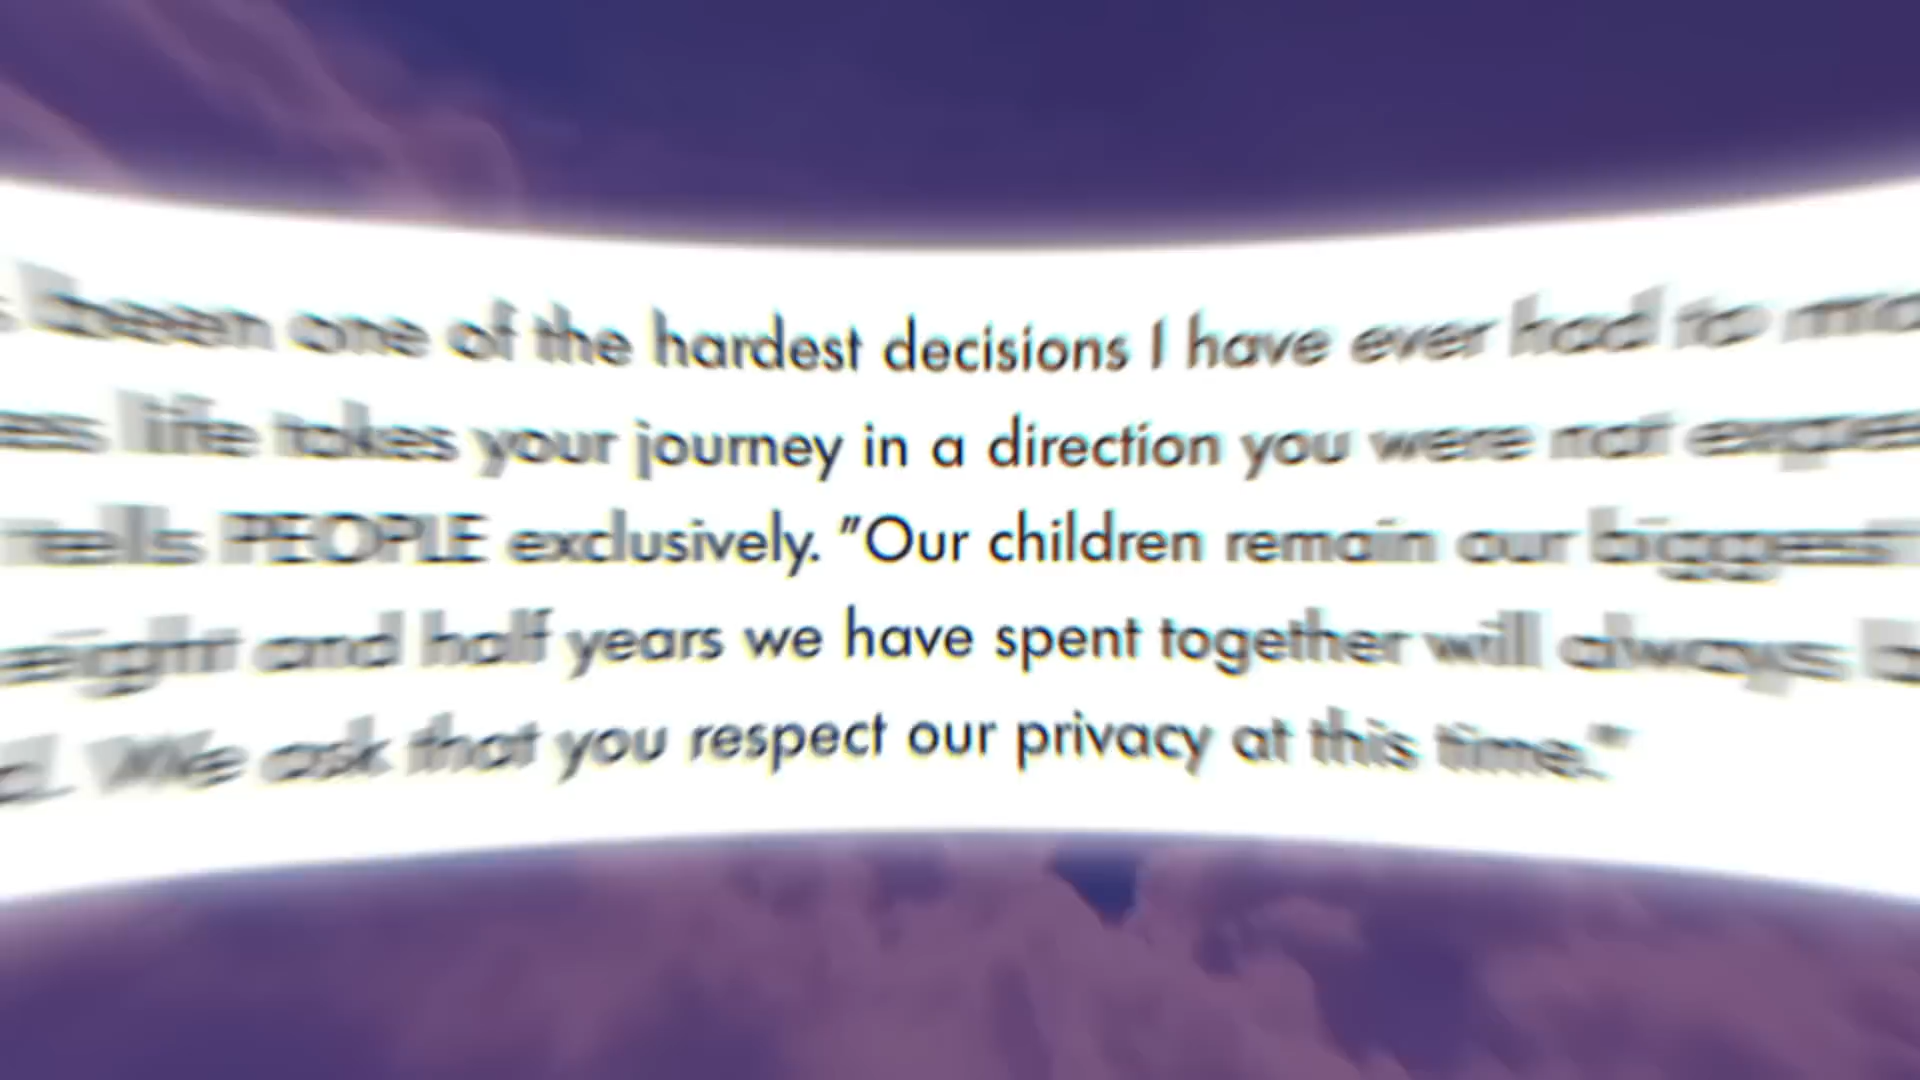 been one of the hardest decisions I have ever had to
life takes your journey in a direction you were not
tells PEOPLE exclusively. "Our children remain our biggest
eight and half years we have spent together will always
We ask that you respect our privacy at this time."